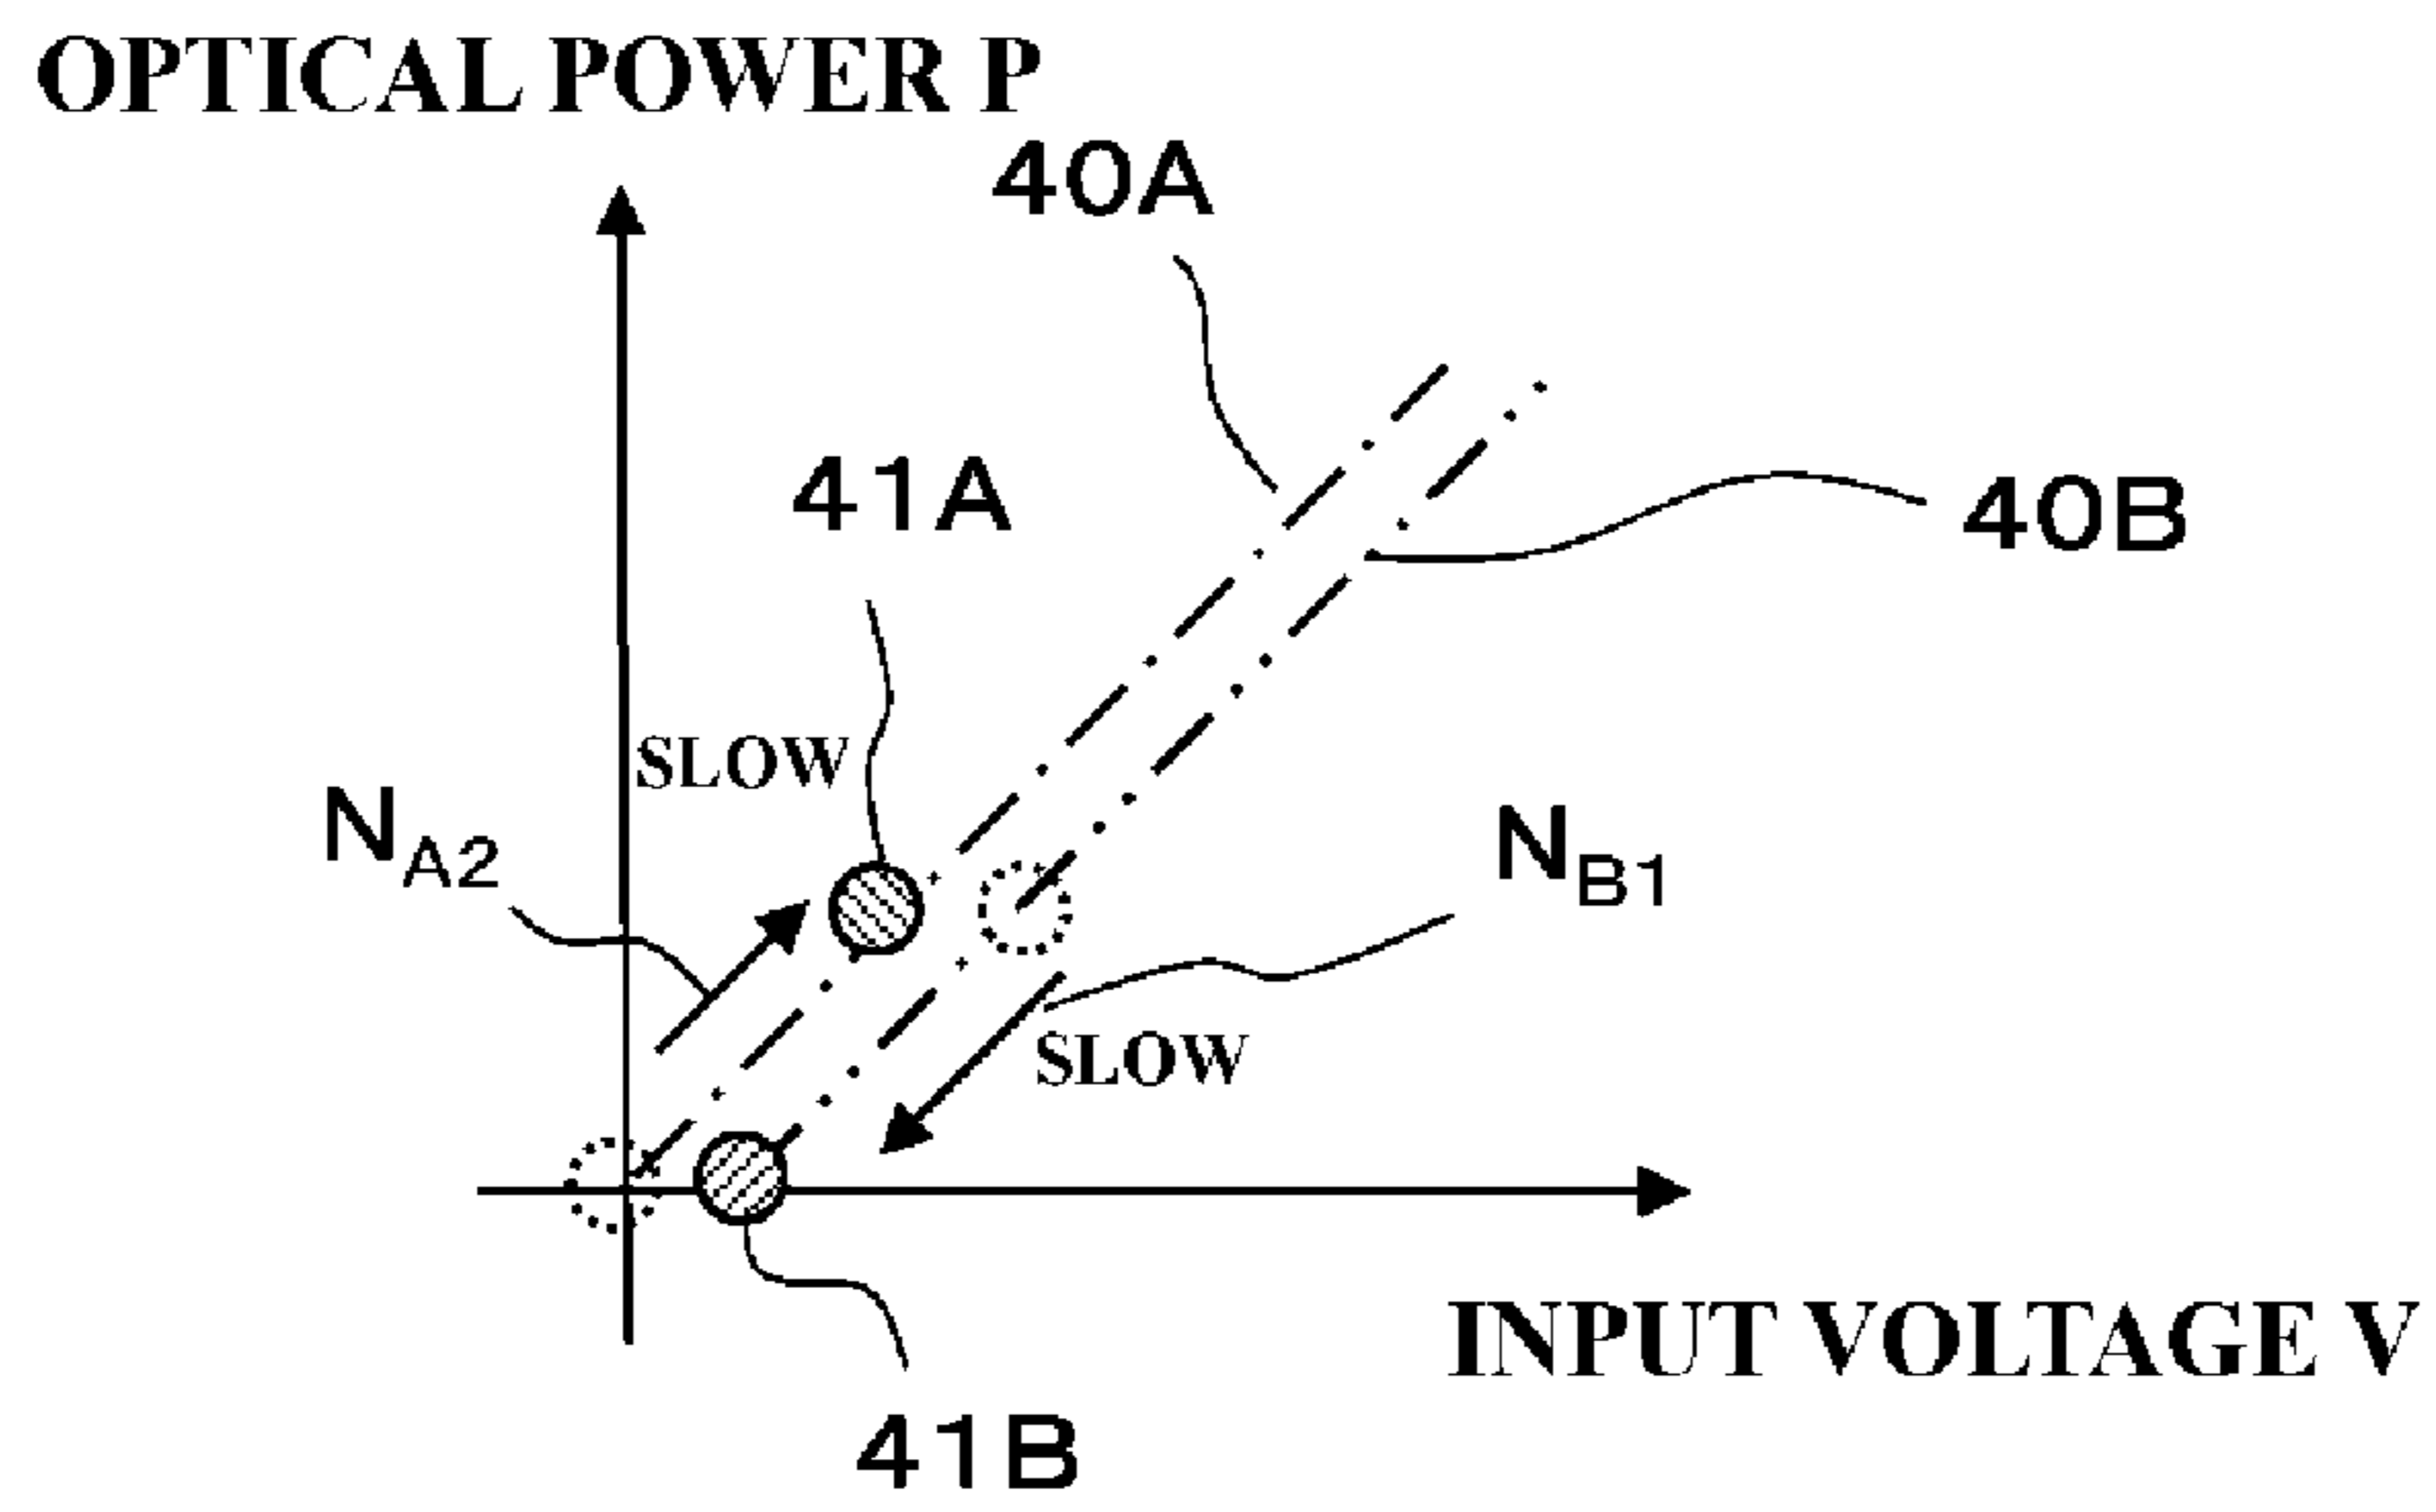 OPTICAL POWER P
40A
41A
40B
SLOW
NA2
NB1
SLOW
INPUT VOLTAGE V
41B